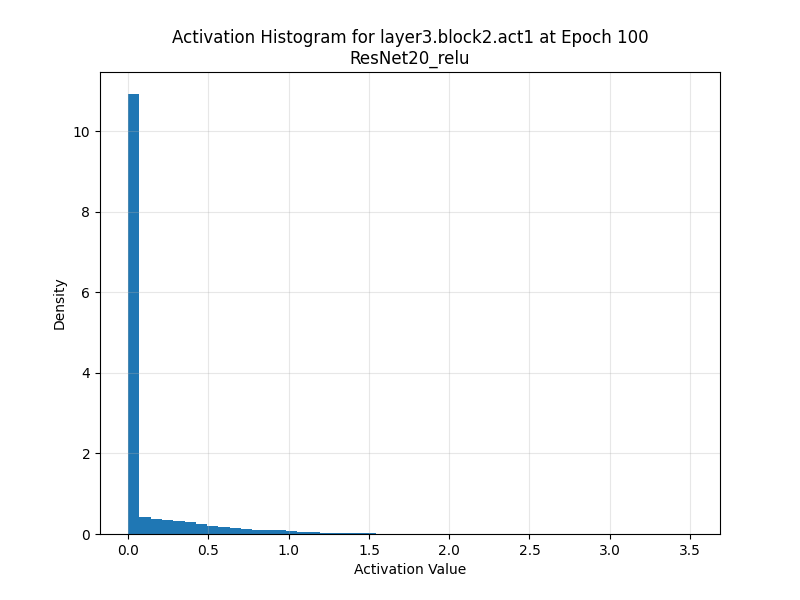 Activation Histogram for layer3.block2.act1 at Epoch 100
ResNet20_relu
10
8
6
4
2
0
Density
0.0 0.5 1.0 1.5 2.0 2.5 3.0 3.5
Activation Value